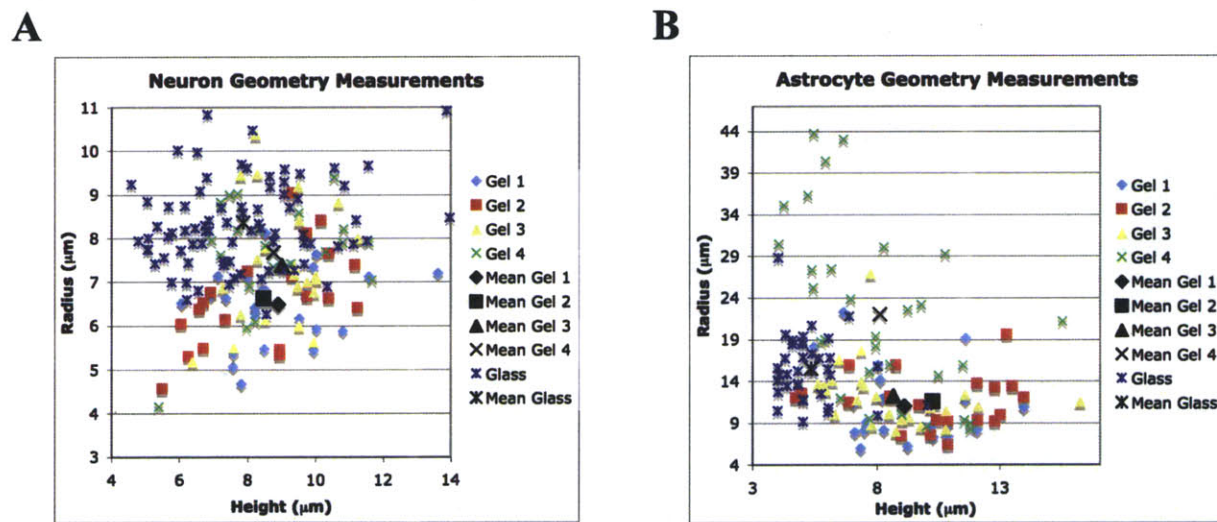 A
Neuron Geometry Measurements
11
10
9
8
7
6
5
4
3
4 6 8 10 12 14
Radius (μm)
Height (μm)
Gel 1
Gel 2
Gel 3
Gel 4
Mean Gel 1
Mean Gel 2
Mean Gel 3
Mean Gel 4
Glass
Mean Glass
B
Astrocyte Geometry Measurements
44
39
34
29
24
19
14
9
4
3 8 13
Radius (μm)
Height (μm)
Gel 1
Gel 2
Gel 3
Gel 4
Mean Gel 1
Mean Gel 2
Mean Gel 3
Mean Gel 4
Glass
Mean Glass